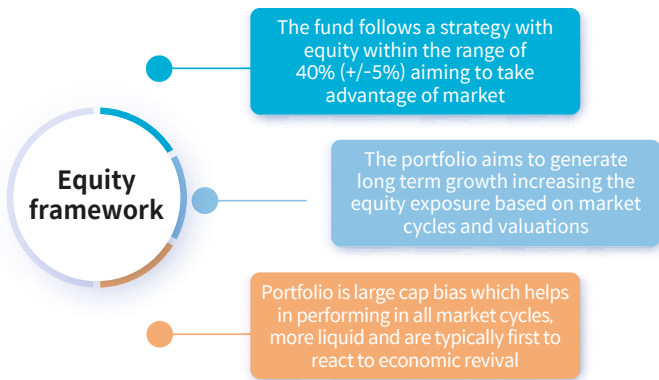 The fund follows a strategy with
equity within the range of
40% (+/-5%) aiming to take
advantage of market
Equity
framework
The portfolio aims to generate
long term growth increasing the
equity exposure based on market
cycles and valuations
Portfolio is large cap bias which helps
in performing in all market cycles,
more liquid and are typically first to
react to economic revival